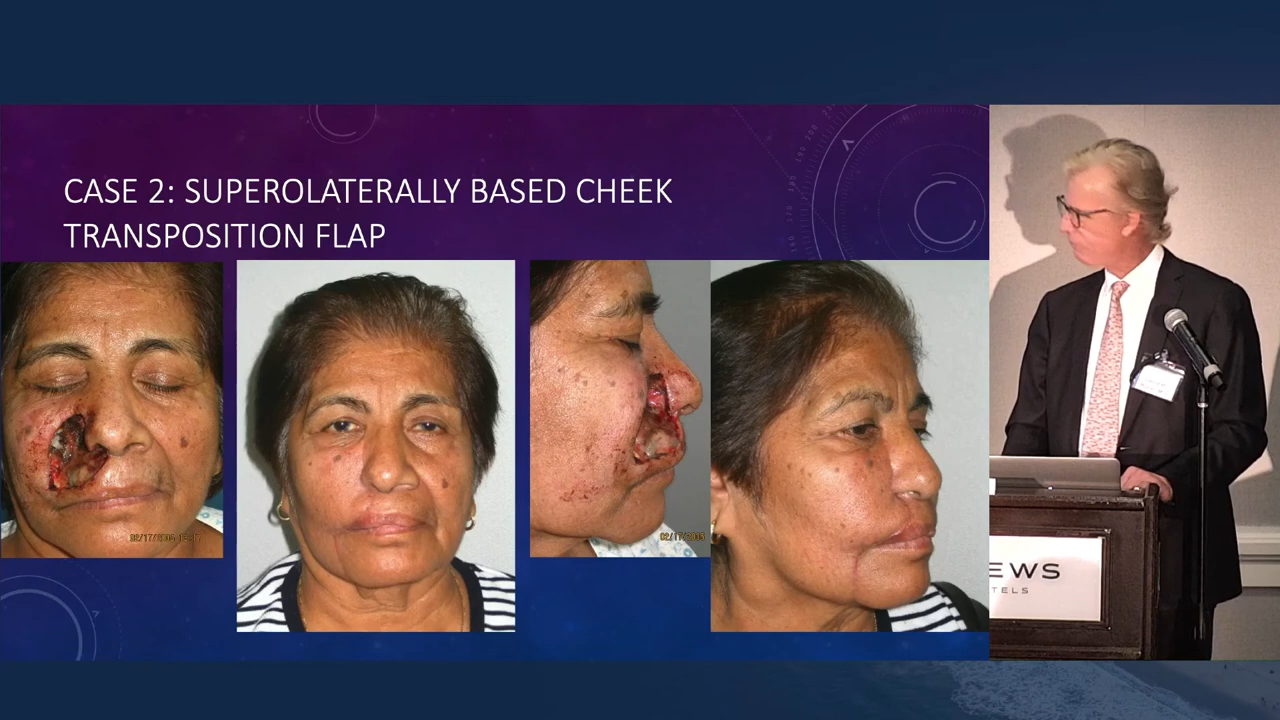 CASE 2: SUPEROLATERALLY BASED CHEEK
TRANSPOSITION FLAP
EWS
TELS